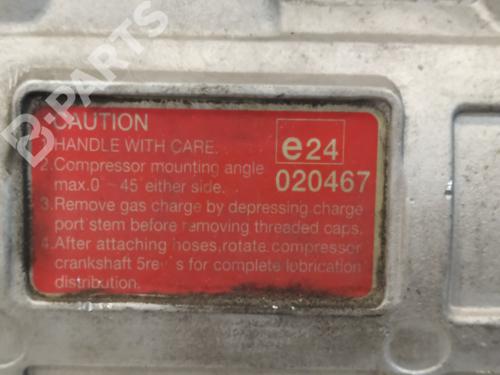 B-PARTS
CAUTION
HANDLE WITH CARE.
2.Compressor mounting angle
max.0 ~45 either side.
3.Remove gas charge by depressing charge
port stem before removing threaded caps.
4.After attaching hoses,rotate compressor
crankshaft 5re s for complete lubrication
distribution.
e24
020467